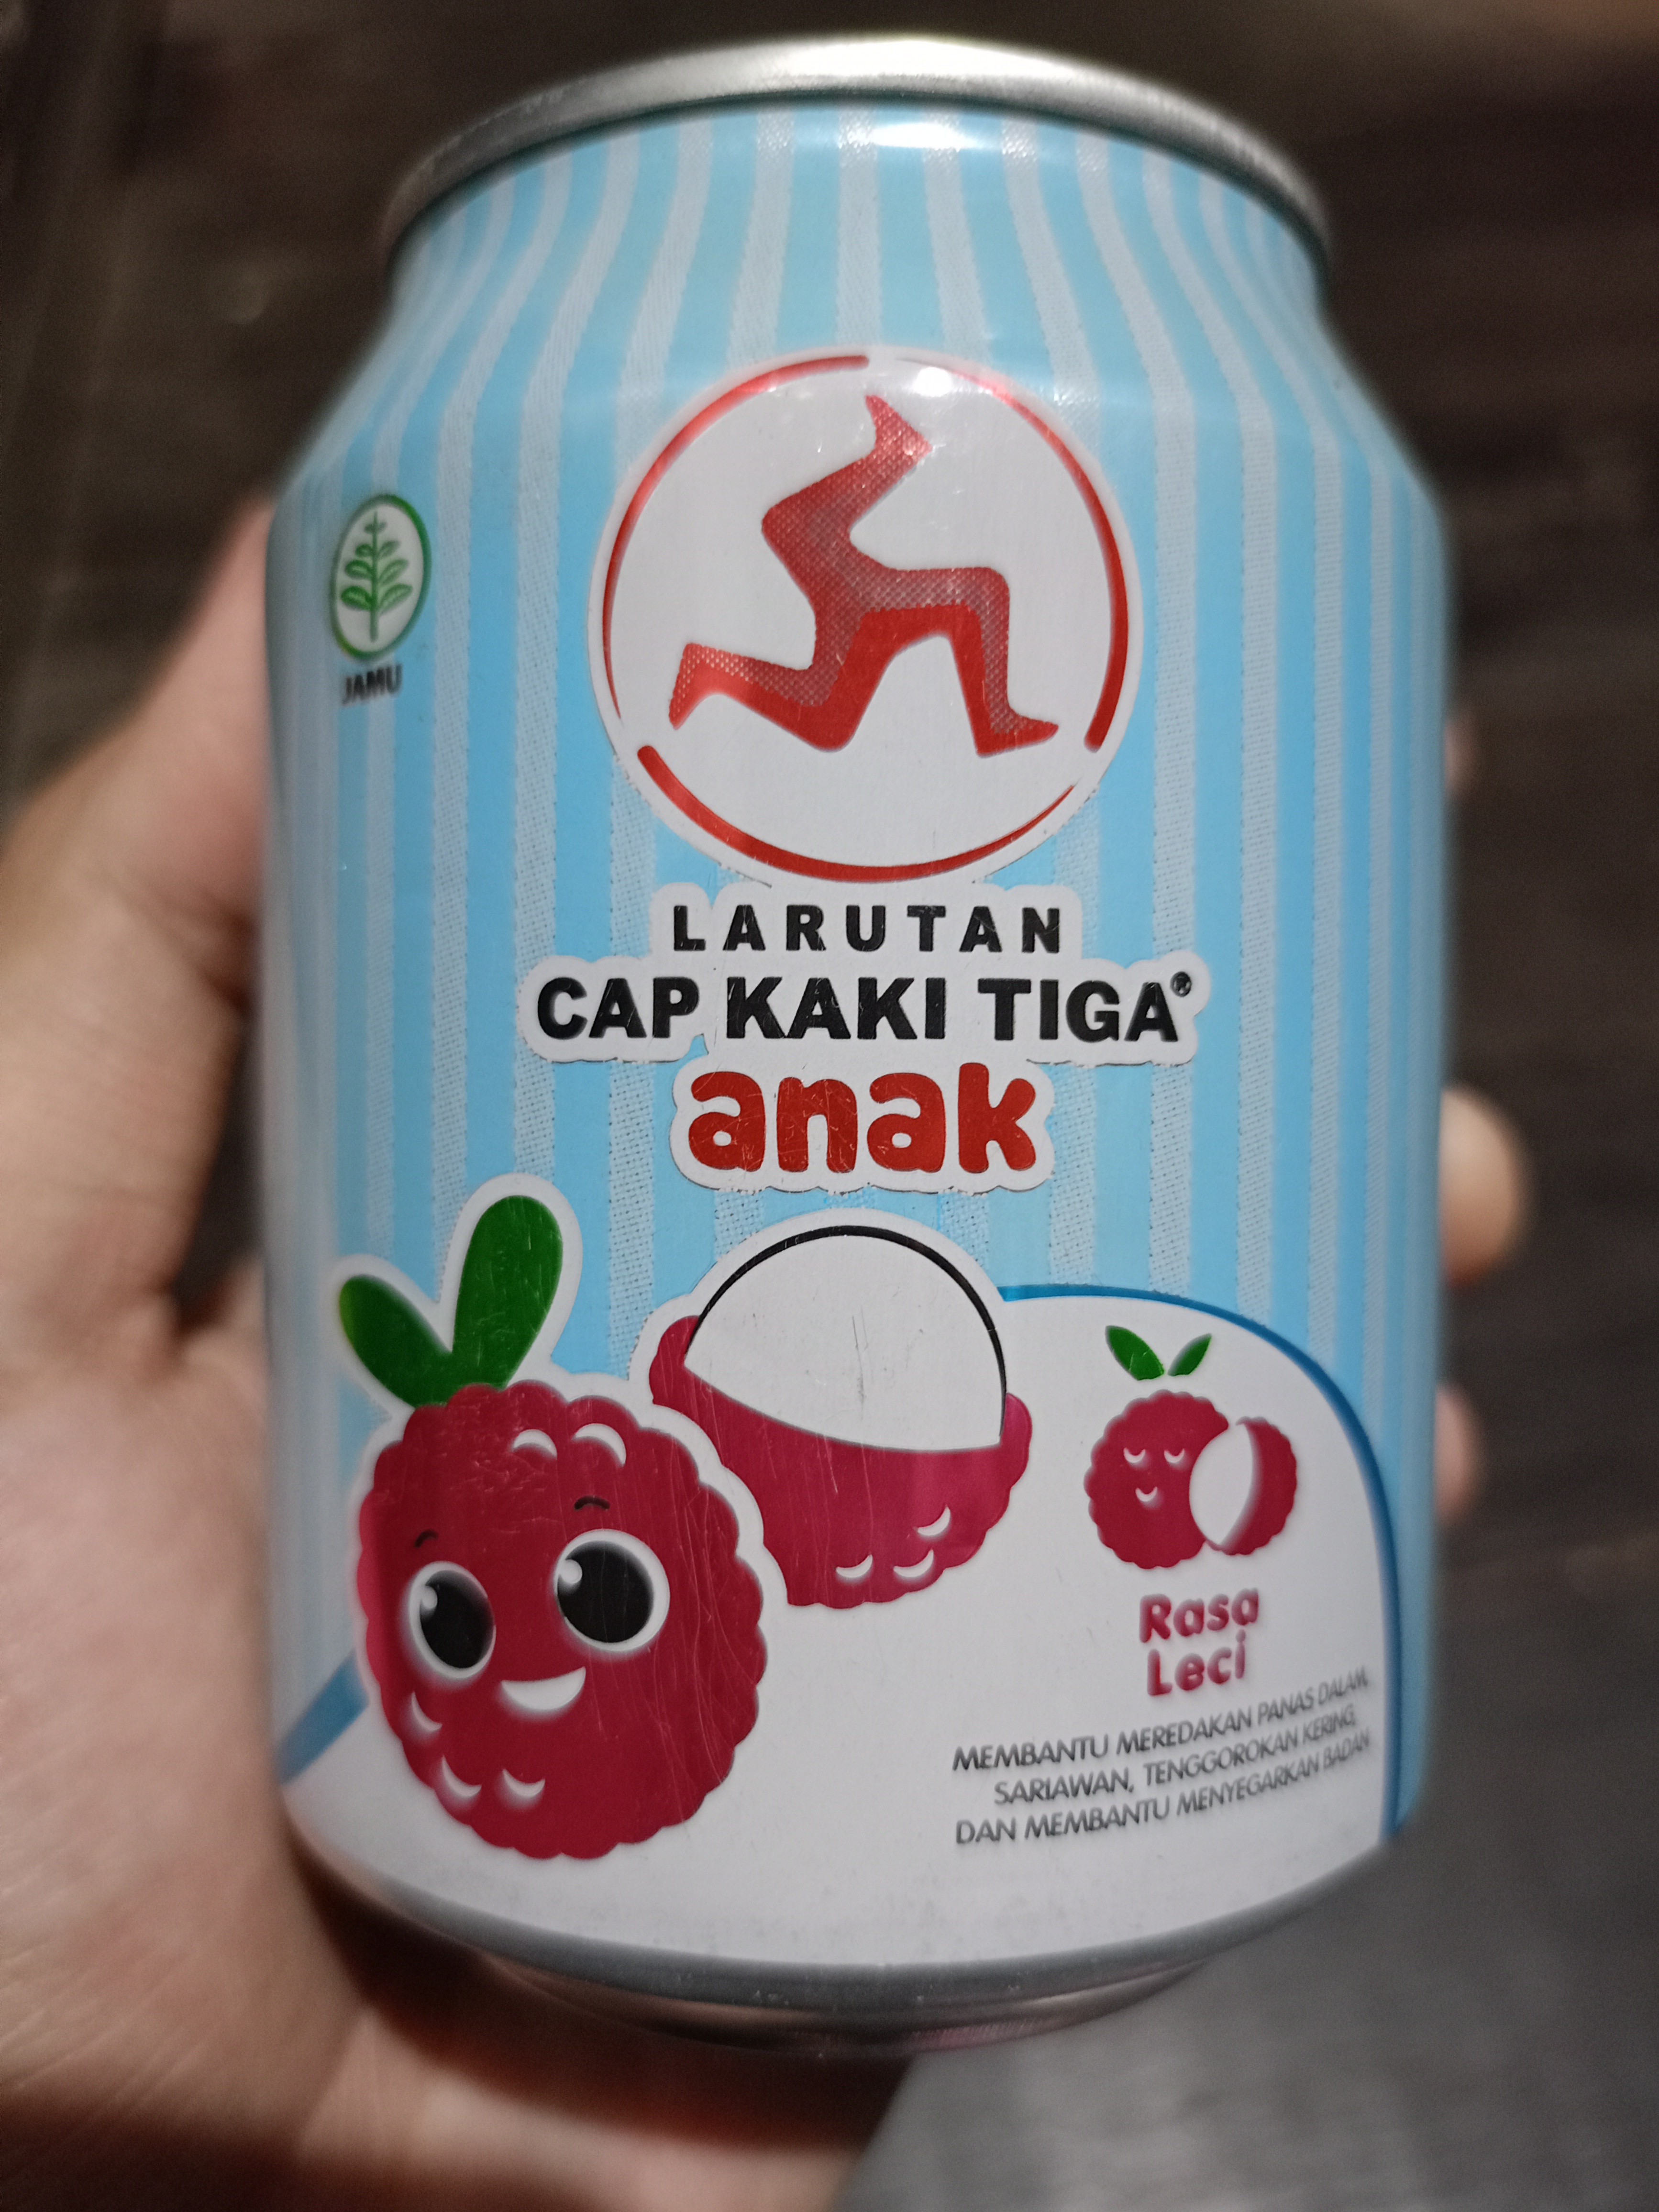 JAMU
LARUTAN
CAP KAKI TIGA®
anak
Rasa
Leci
MEMBANTU MEREDAKAN PANAS DALAM,
SARIAWAN, TENGGOROKAN KERING,
DAN MEMBANTU MENYEGARKAN BADAN.